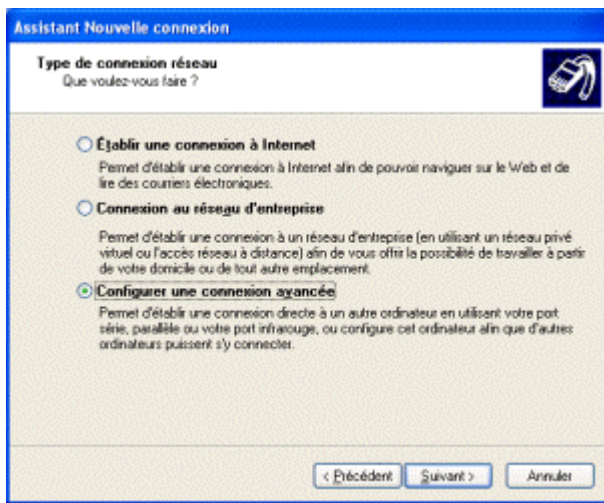 Assistant Nouvelle connexion
Type de connexion réseau
Que voulez-vous faire ?
Établir une connexion à Internet
Permet d'établir une connexion à Internet afin de pouvoir naviguer sur le Web et de
lire des courriers électroniques.
Connexion au réseau d'entreprise
Permet d'établir une connexion à un réseau d'entreprise (en utilisant un réseau privé
virtuel ou l'accès réseau à distance) afin de vous offrir la possibilité de travailler à partir
de votre domicile ou de tout autre emplacement.
Configurer une connexion avancée
Permet d'établir une connexion directe à un autre ordinateur en utilisant votre port
série, parallèle ou votre port infrarouge, ou configure cet ordinateur afin que d'autres
ordinateurs puissent s'y connecter.
< Précédent Suivant > Annuler